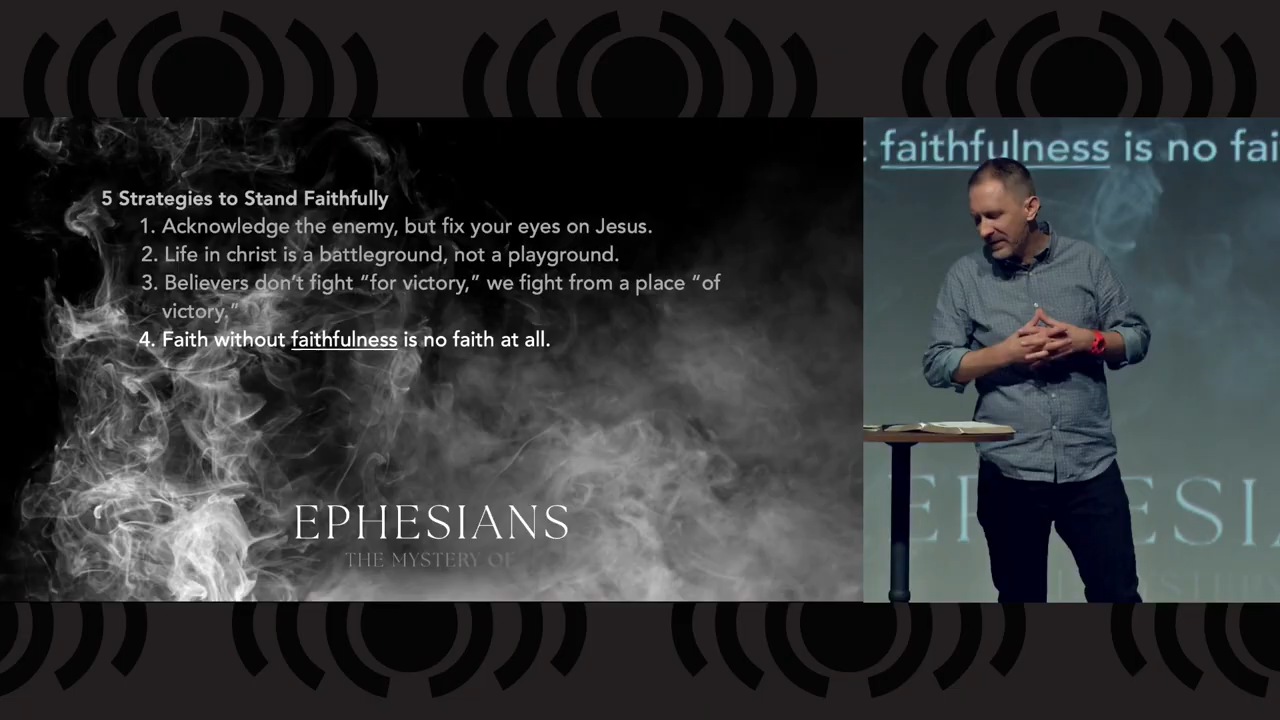 5 Strategies to Stand Faithfully
1. Acknowledge the enemy, but fix your eyes on Jesus.
2. Life in christ is a battleground, not a playground.
3. Believers don’t fight “for victory,” we fight from a place “of
victory.”
4. Faith without faithfulness is no faith at all.
EPHESIANS
THE MYSTERY OF
faithfulness is no fai